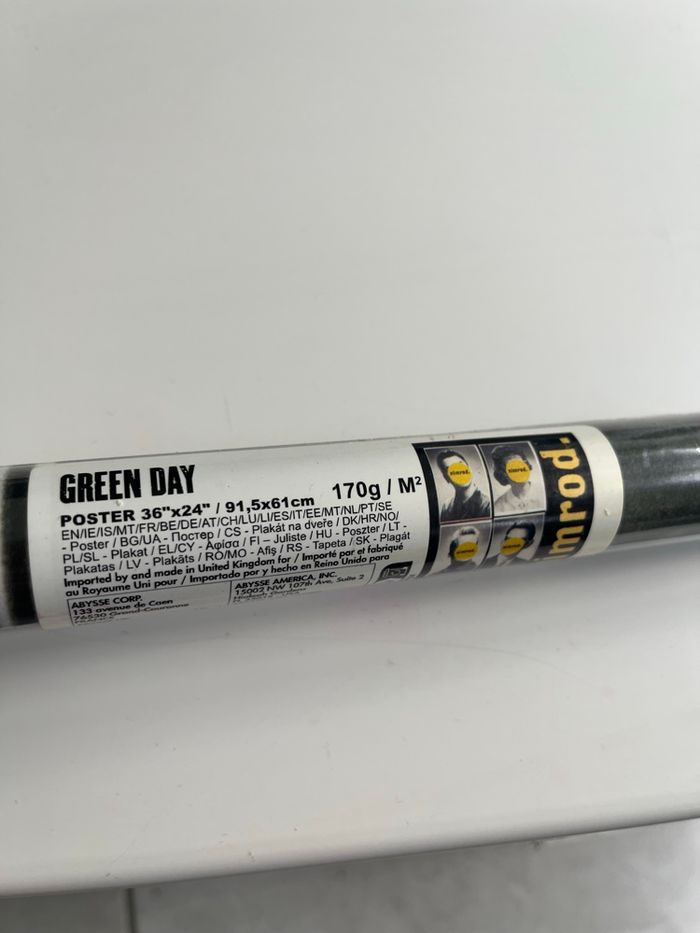 GREEN DAY
POSTER 36"x24" / 91,5x61cm 170g / M²
EN/IE/IS/MT/FR/BE/DE/AT/CH/LU/LI/ES/IT/EE/MT/NL/PT/SE
- Poster / BG/UA - Постер / CS - Plakát na dveře / DK/HR/NO/
PL/SL - Plakat / EL/CY - Αφίσα / FI – Juliste / HU - Poszter / LT -
Plakatas / LV - Plakāts / RO/MO - Afiş / RS - Tapeta / SK - Plagát
Imported by and made in United Kingdom for / Importé par et fabriqué
au Royaume Uni pour / Importado por y hecho en Reino Unido para
ABYSSE CORP.
133 avenue de Caen
76530 Grand-Couronne
ABYSSE AMERICA, INC.
15002 NW 107th Ave, Suite 2
nimrod.
nimrod.
mrod.